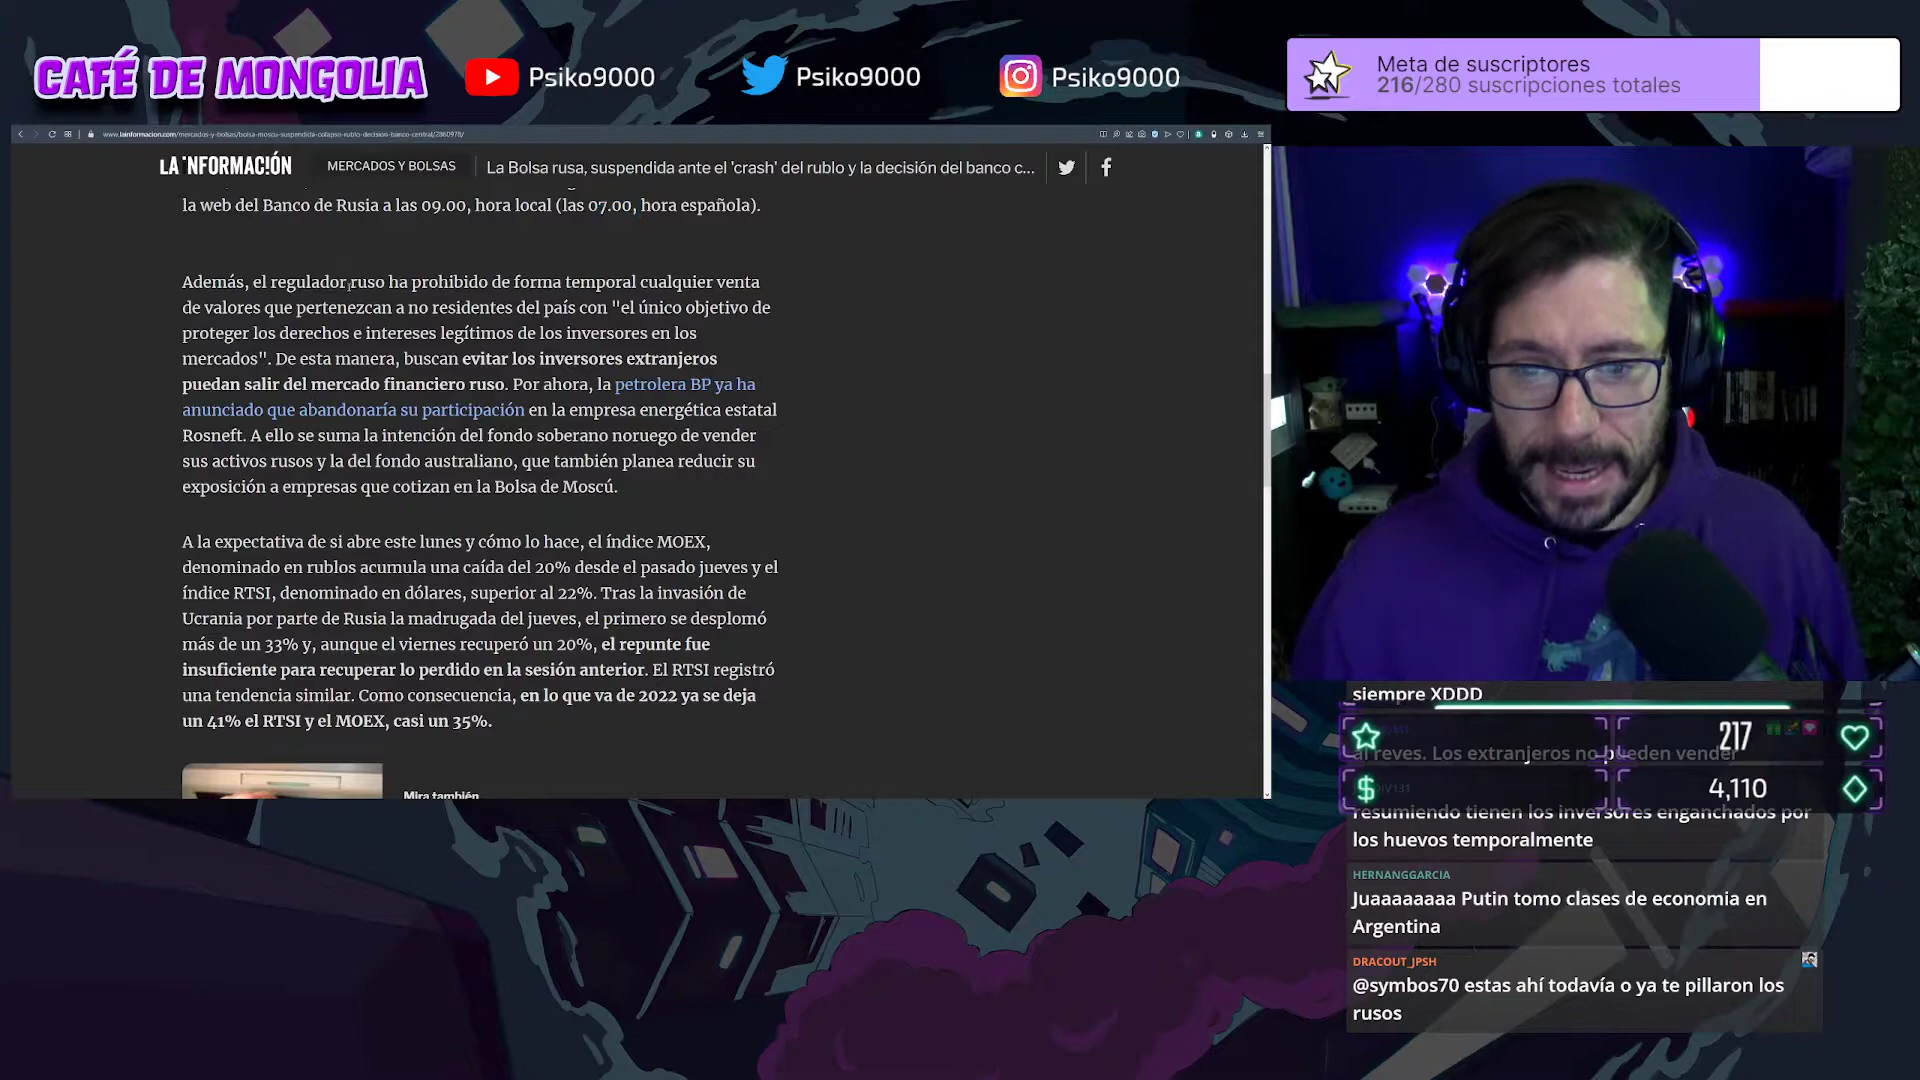 CAFÉ DE MONGOLIA
Psiko9000
Psiko9000
Psiko9000
Meta de suscriptores
216/280 suscripciones totales
www.lainformacion.com/mercados-y-bolsas/bolsa-moscu-suspendida-colapso-rublo-decision-banco-central/2860978/
LA INFORMACIÓN
MERCADOS Y BOLSAS
La Bolsa rusa, suspendida ante el 'crash' del rublo y la decisión del banco c...
la web del Banco de Rusia a las 09.00, hora local (las 07.00, hora española).
Además, el regulador ruso ha prohibido de forma temporal cualquier venta
de valores que pertenezcan a no residentes del país con "el único objetivo de
proteger los derechos e intereses legítimos de los inversores en los
mercados". De esta manera, buscan evitar los inversores extranjeros
puedan salir del mercado financiero ruso. Por ahora, la petrolera BP ya ha
anunciado que abandonaría su participación en la empresa energética estatal
Rosneft. A ello se suma la intención del fondo soberano noruego de vender
sus activos rusos y la del fondo australiano, que también planea reducir su
exposición a empresas que cotizan en la Bolsa de Moscú.
A la expectativa de si abre este lunes y cómo lo hace, el índice MOEX,
denominado en rublos acumula una caída del 20% desde el pasado jueves y el
índice RTSI, denominado en dólares, superior al 22%. Tras la invasión de
Ucrania por parte de Rusia la madrugada del jueves, el primero se desplomó
más de un 33% y, aunque el viernes recuperó un 20%, el repunte fue
insuficiente para recuperar lo perdido en la sesión anterior. El RTSI registró
una tendencia similar. Como consecuencia, en lo que va de 2022 ya se deja
un 41% el RTSI y el MOEX, casi un 35%.
Mira también
siempre XDDD
217
al reves. Los extranjeros no pueden vender
4,110
resumiendo tienen los inversores enganchados por
los huevos temporalmente
HERNANGGARCIA
Juaaaaaaaa Putin tomo clases de economia en
Argentina
DRACOUT_JPSH
@symbos70 estas ahí todavía o ya te pillaron los
rusos